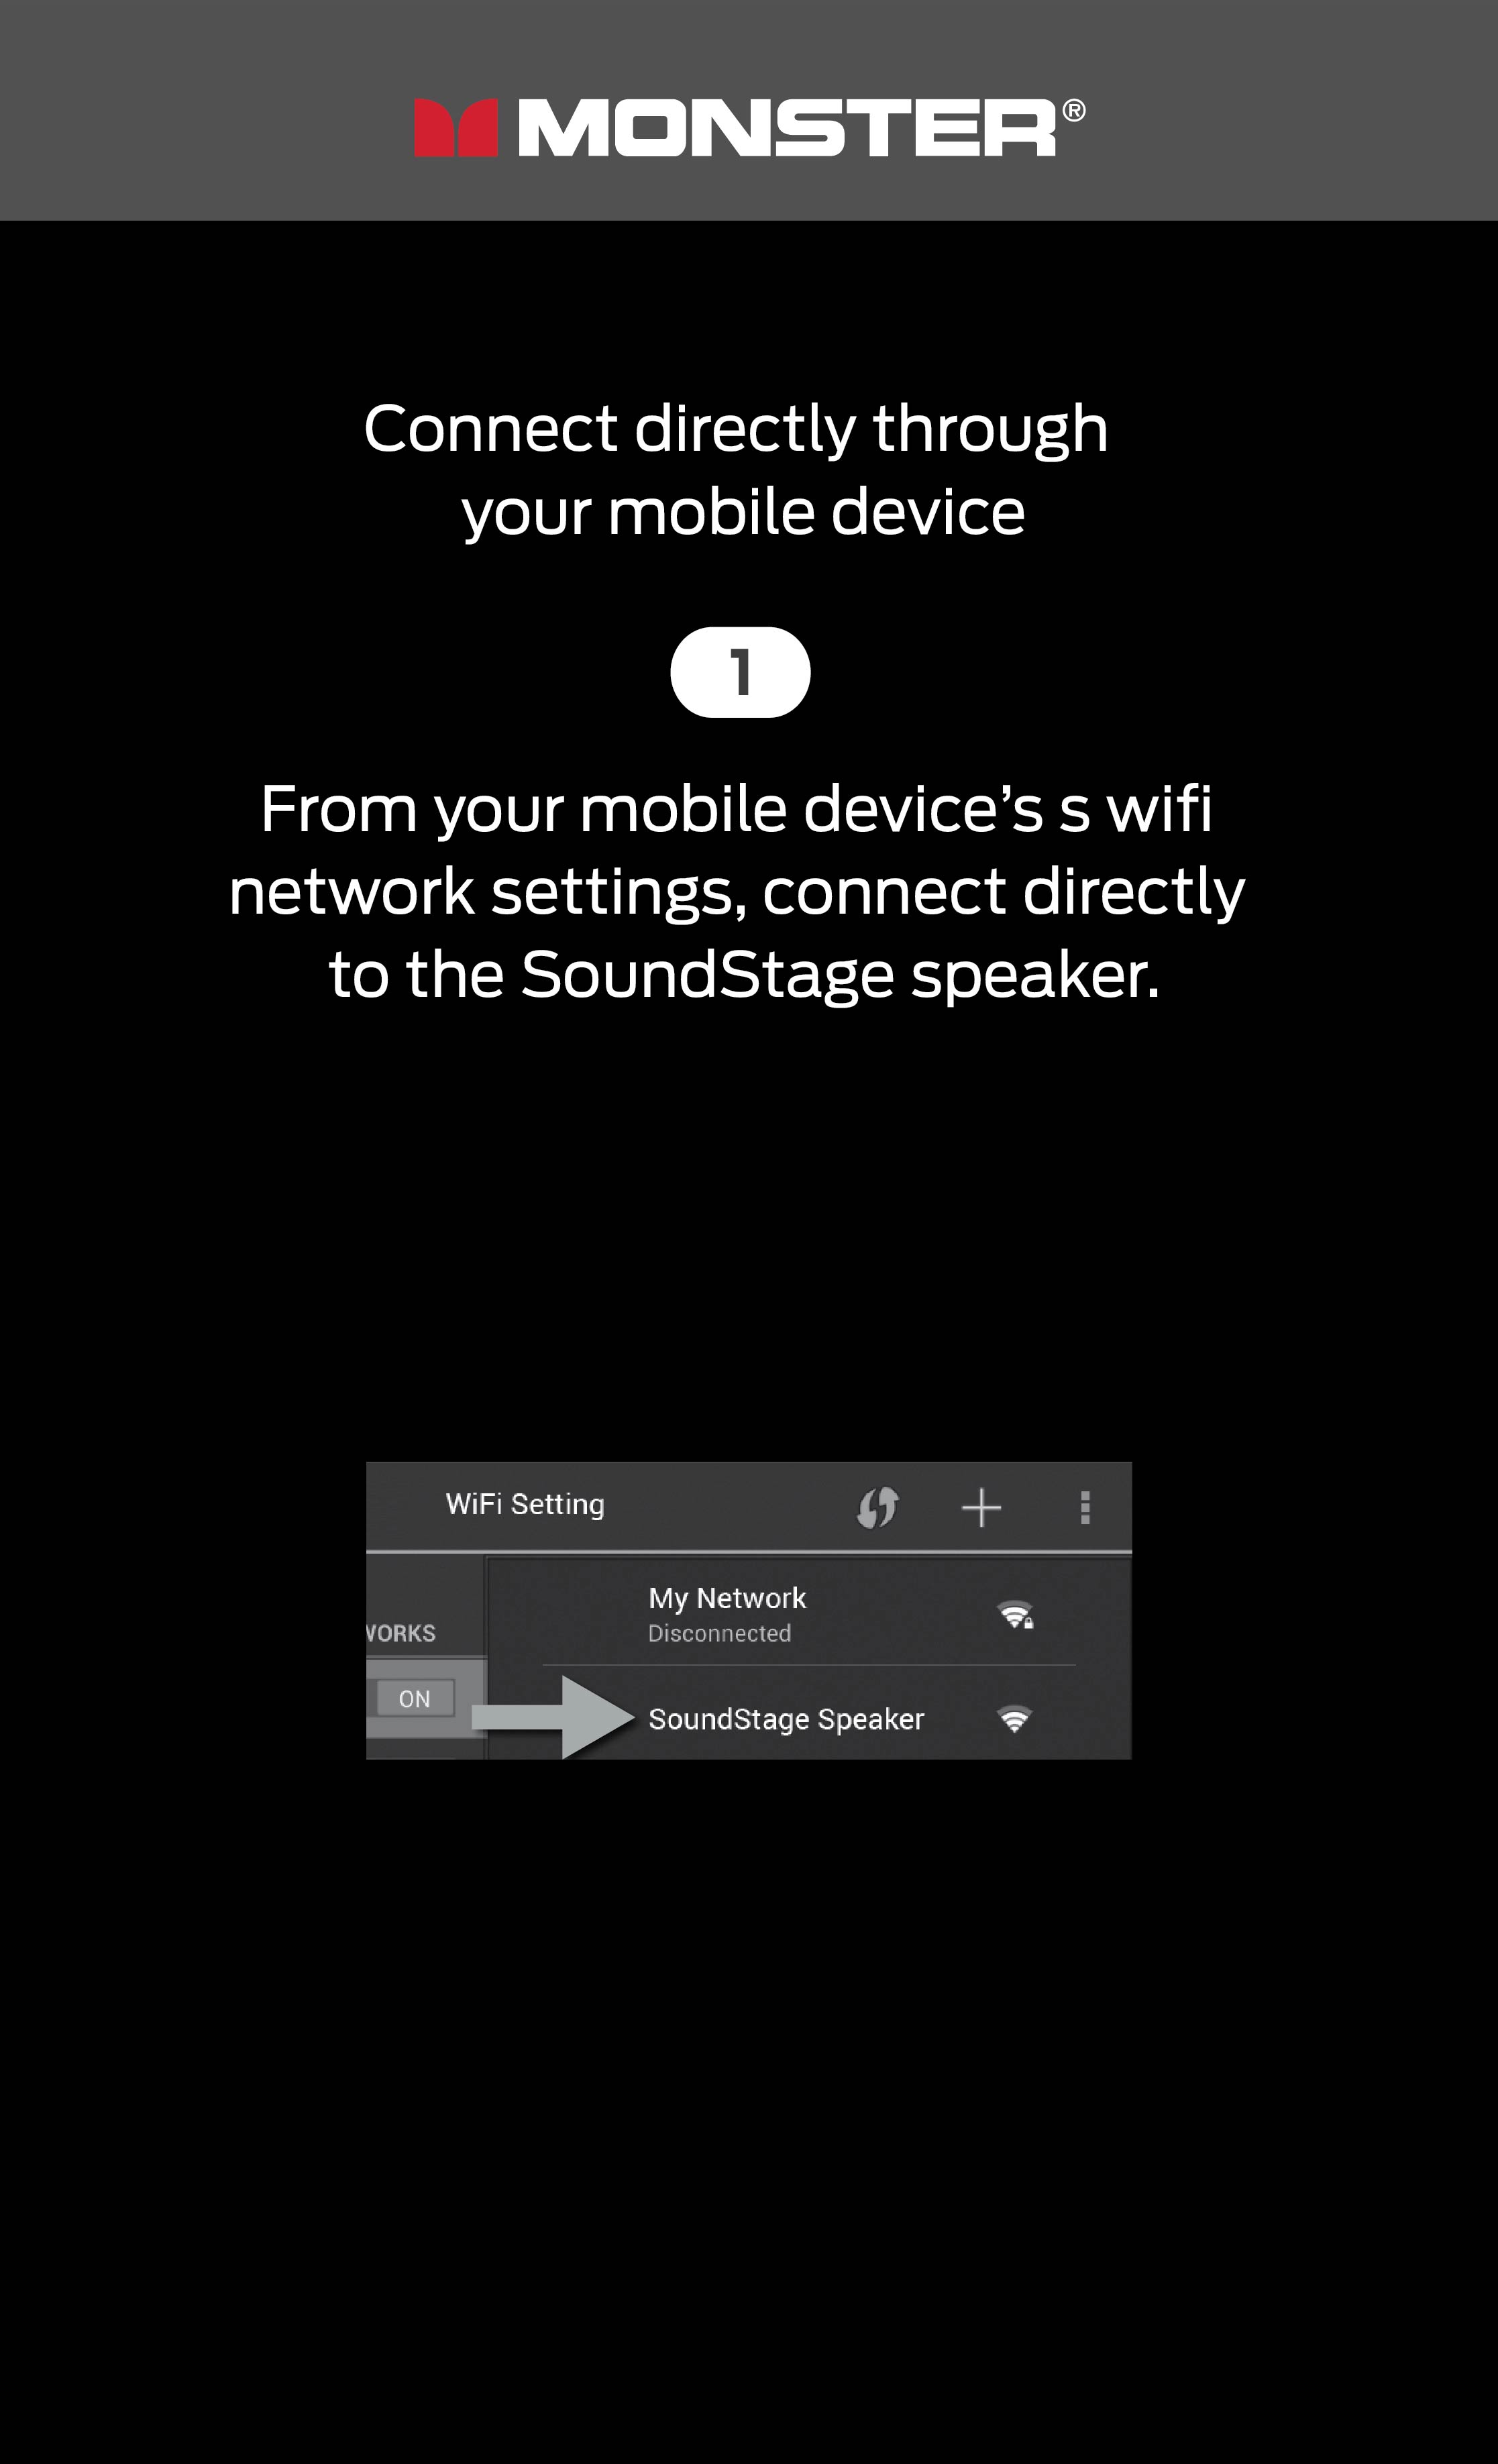 MONSTER®
Connect directly through
your mobile device
1
From your mobile device’s s wifi
network settings, connect directly
to the SoundStage speaker.
WiFi Setting
My Network
WORKS
Disconnected
ON
SoundStage Speaker